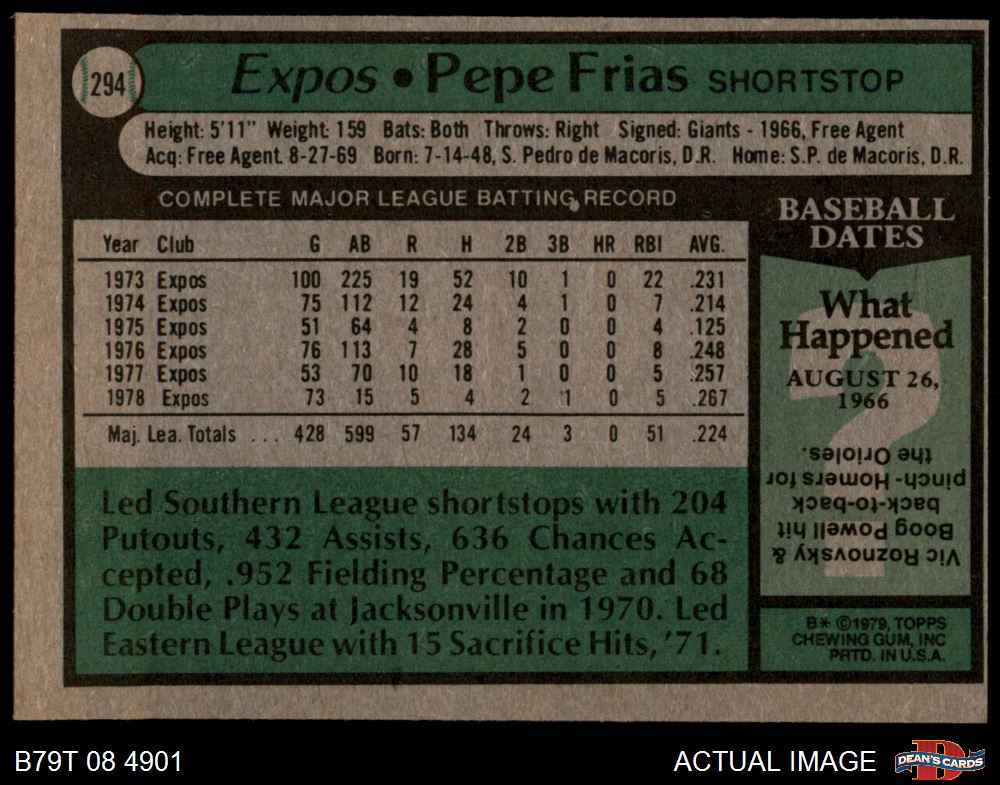 294
Expos • Pepe Frias SHORTSTOP
Height: 5'11" Weight: 159 Bats: Both Throws: Right Signed: Giants - 1966, Free Agent
Acq: Free Agent 8-27-69 Born: 7-14-48, S. Pedro de Macoris, D.R. Home: S.P. de Macoris, D.R.
COMPLETE MAJOR LEAGUE BATTING RECORD
Year Club G AB R H 2B 3B HR RBI AVG.
1973 Expos 100 225 19 52 10 1 0 22 .231
1974 Expos 75 112 12 24 4 1 0 7 .214
1975 Expos 51 64 4 8 2 0 0 4 .125
1976 Expos 76 113 7 28 5 0 0 8 .248
1977 Expos 53 70 10 18 1 0 0 5 .257
1978 Expos 73 15 5 4 2 1 0 5 .267
Maj. Lea. Totals ... 428 599 57 134 24 3 0 51 .224
Led Southern League shortstops with 204
Putouts, 432 Assists, 636 Chances Ac-
cepted, .952 Fielding Percentage and 68
Double Plays at Jacksonville in 1970. Led
Eastern League with 15 Sacrifice Hits, '71.
BASEBALL
DATES
What
Happened
AUGUST 26,
1966
Vic Roznovsky &
Boog Powell hit
back-to-back
pinch-Homers for
the Orioles.
B* ©1979, TOPPS
CHEWING GUM, INC
PRTD. IN U.S.A.
B79T 08 4901
ACTUAL IMAGE
DEAN'S CARDS